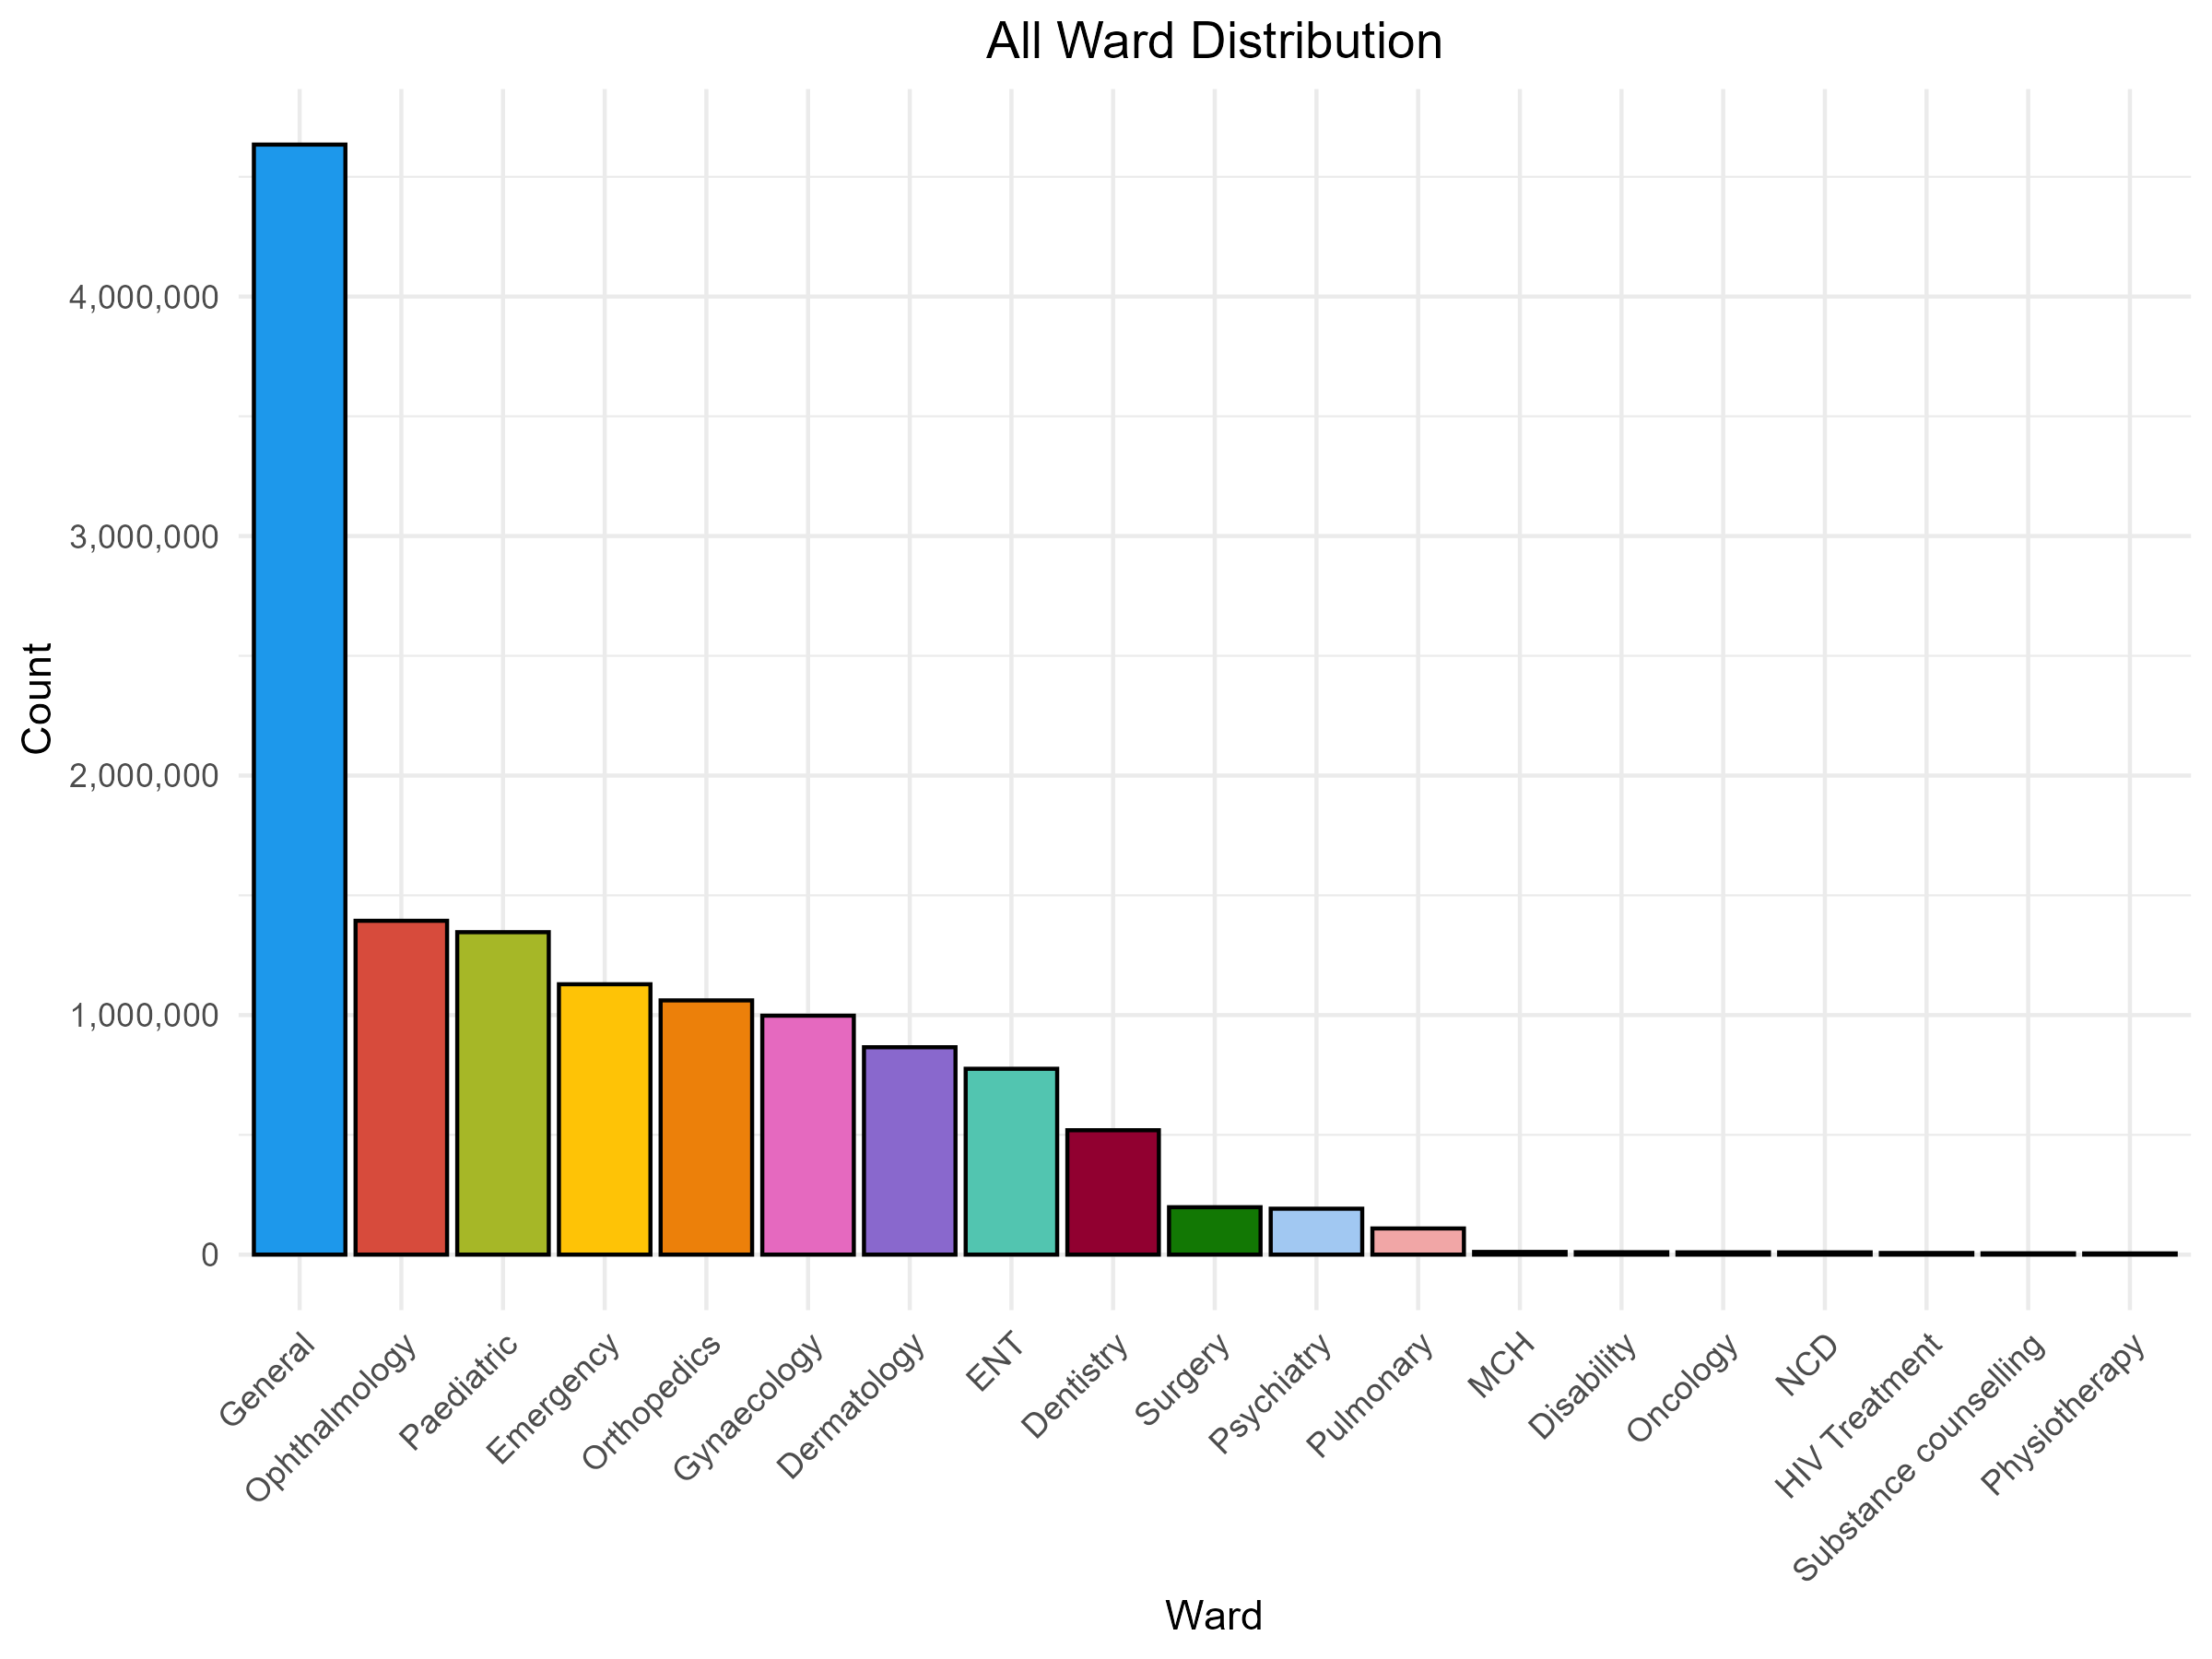 All Ward Distribution
Count
4,000,000
3,000,000
2,000,000
1,000,000
0
General
Ophthalmology
Paediatric
Emergency
Orthopedics
Gynaecology
Dermatology
ENT
Dentistry
Surgery
Psychiatry
Pulmonary
MCH
Disability
Oncology
NCD
HIV Treatment
Substance counselling
Physiotherapy
Ward